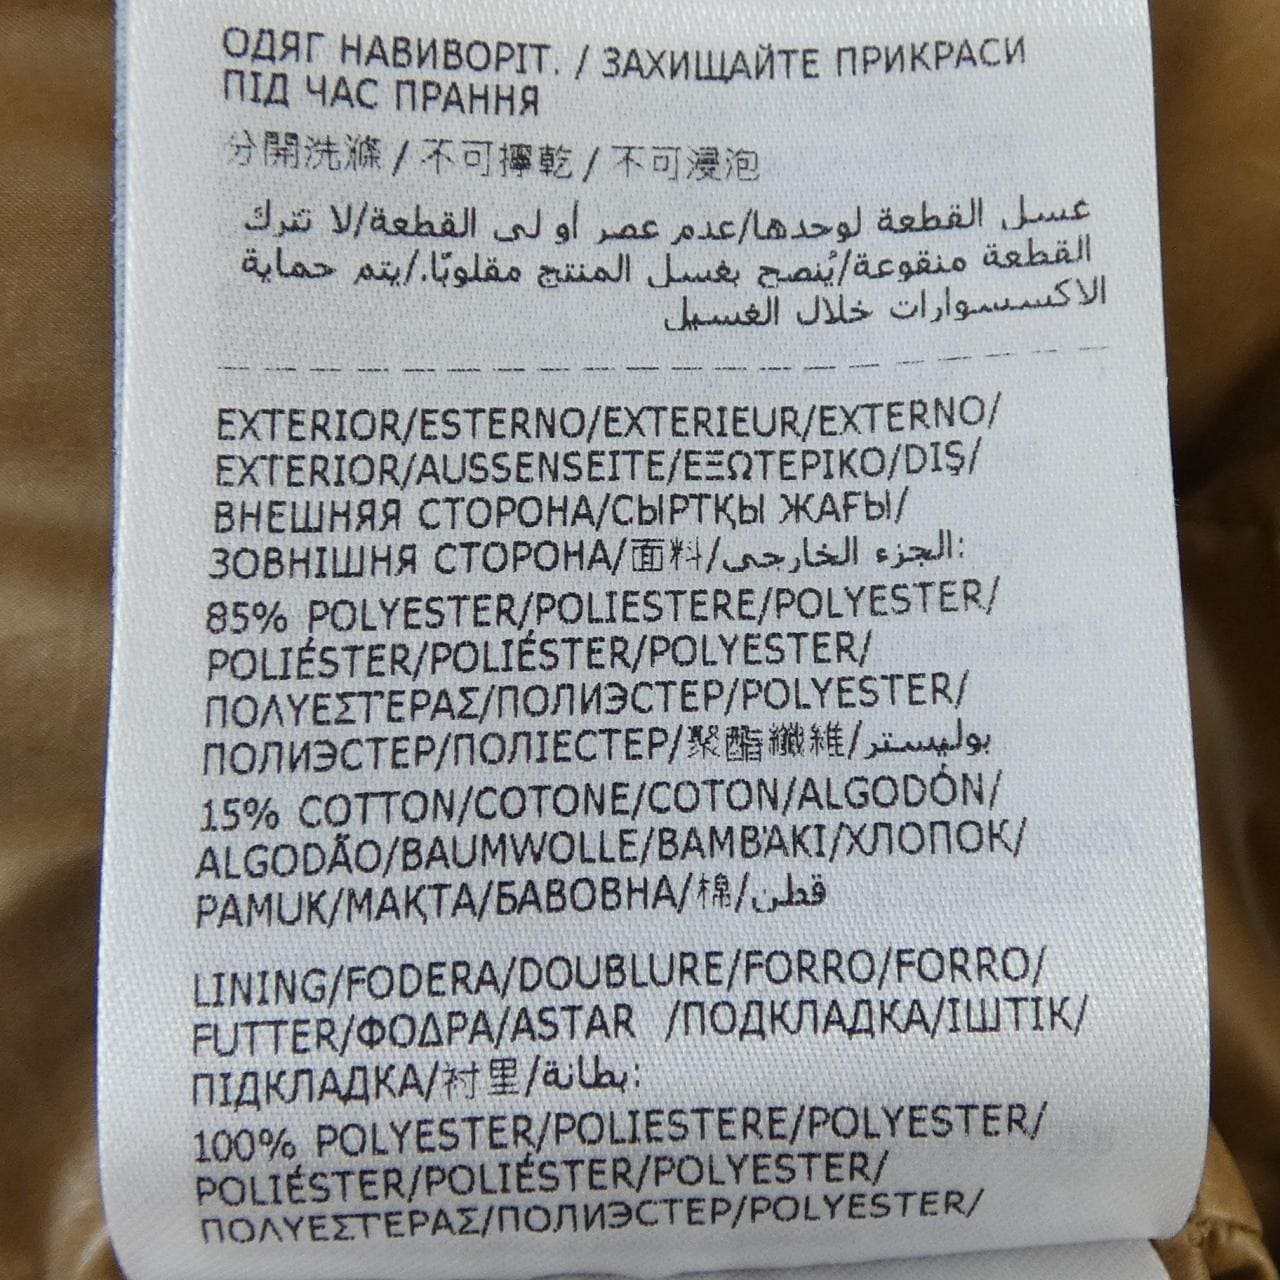 ОДЯГ НАВИВОРІТ. / ЗАХИЩАЙТЕ ПРИКРАСИ
ПІД ЧАС ПРАННЯ
分開洗滌 / 不可擰乾 / 不可浸泡
غسل القطعة لوحدها/عدم عصر أو لى القطعة/لا تترك
القطعة منقوعة/يُنصح بغسل المنتج مقلوبًا./يتم حماية
الاكسسوارات خلال الغسيل
EXTERIOR/ESTERNO/EXTERIEUR/EXTERNO/
EXTERIOR/AUSSENSEITE/ΕΞΩΤΕΡΙΚΟ/DIŞ/
ВНЕШНЯЯ СТОРОНА/СЫРТҚЫ ЖАҒЫ/
ЗОВНІШНЯ СТОРОНА/面料/الجزء الخارجى:
85% POLYESTER/POLIESTERE/POLYESTER/
POLIÉSTER/POLIÉSTER/POLYESTER/
ΠΟΛΥΕΣΤΕΡΑΣ/ПОЛИЭСТЕР/POLYESTER/
ПОЛИЭСТЕР/ПОЛІЕСТЕР/聚酯纖維/بوليستر
15% COTTON/COTONE/COTON/ALGODÓN/
ALGODÃO/BAUMWOLLE/ΒΑΜΒΆΚΙ/ХЛОПОК/
PAMUK/МАҚТА/БАВОВНА/棉/قطن
LINING/FODERA/DOUBLURE/FORRO/FORRO/
FUTTER/ΦΟΔΡΑ/ASTAR /ПОДКЛАДКА/ІШТІК/
ПІДКЛАДКА/衬里/بطانة:
100% POLYESTER/POLIESTERE/POLYESTER/
POLIÉSTER/POLIÉSTER/POLYESTER/
ΠΟΛΥΕΣΤΕΡΑΣ/ПОЛИЭСТЕР/POLYESTER/